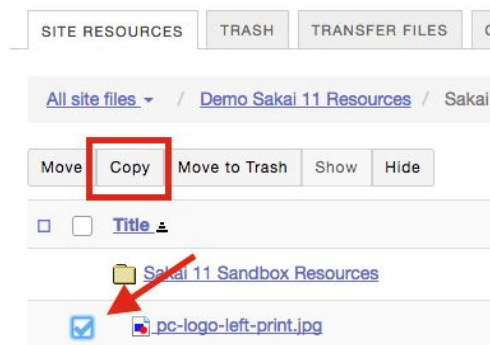 SITE RESOURCES TRASH TRANSFER FILES
All site files / Demo Sakai 11 Resources / Sakai
Move Copy Move to Trash Show Hide
Title
Sakai 11 Sandbox Resources
pc-logo-left-print.jpg